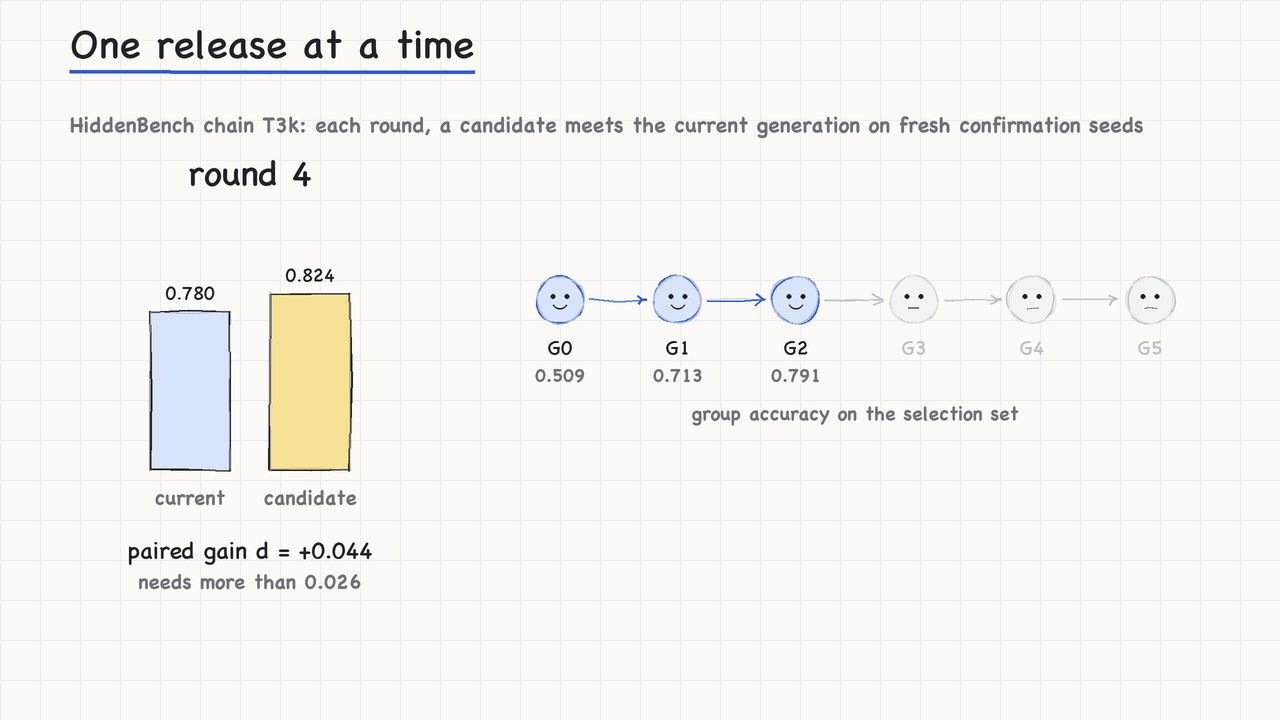 One release at a time
HiddenBench chain T3k: each round, a candidate meets the current generation on fresh confirmation seeds
round 4
0.780
0.824
current
candidate
paired gain d = +0.044
needs more than 0.026
G0
G1
G2
G3
G4
G5
0.509
0.713
0.791
group accuracy on the selection set